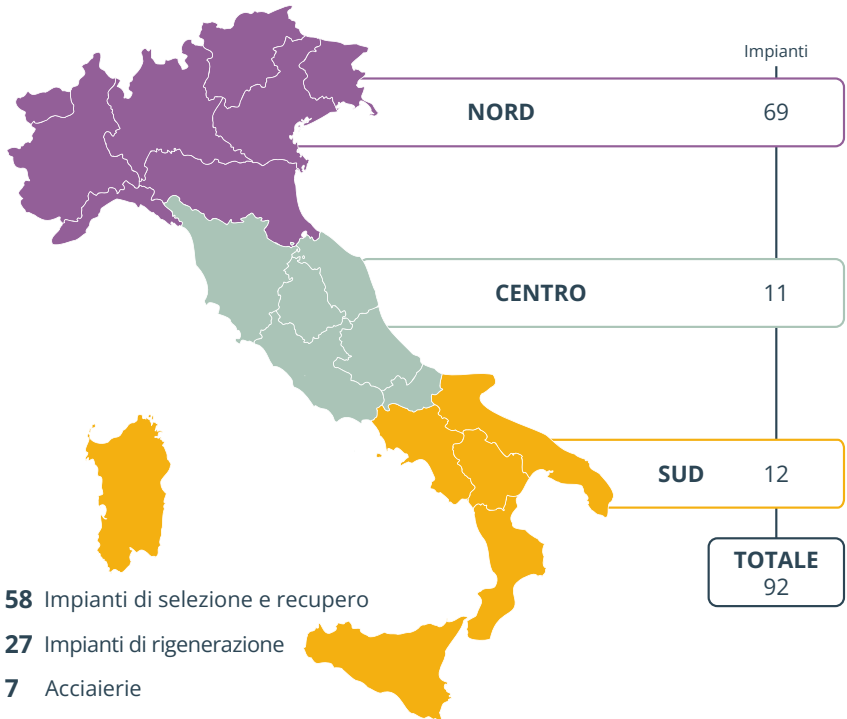 Impianti
NORD 69
CENTRO 11
SUD 12
TOTALE
92
58 Impianti di selezione e recupero
27 Impianti di rigenerazione
7 Acciaierie